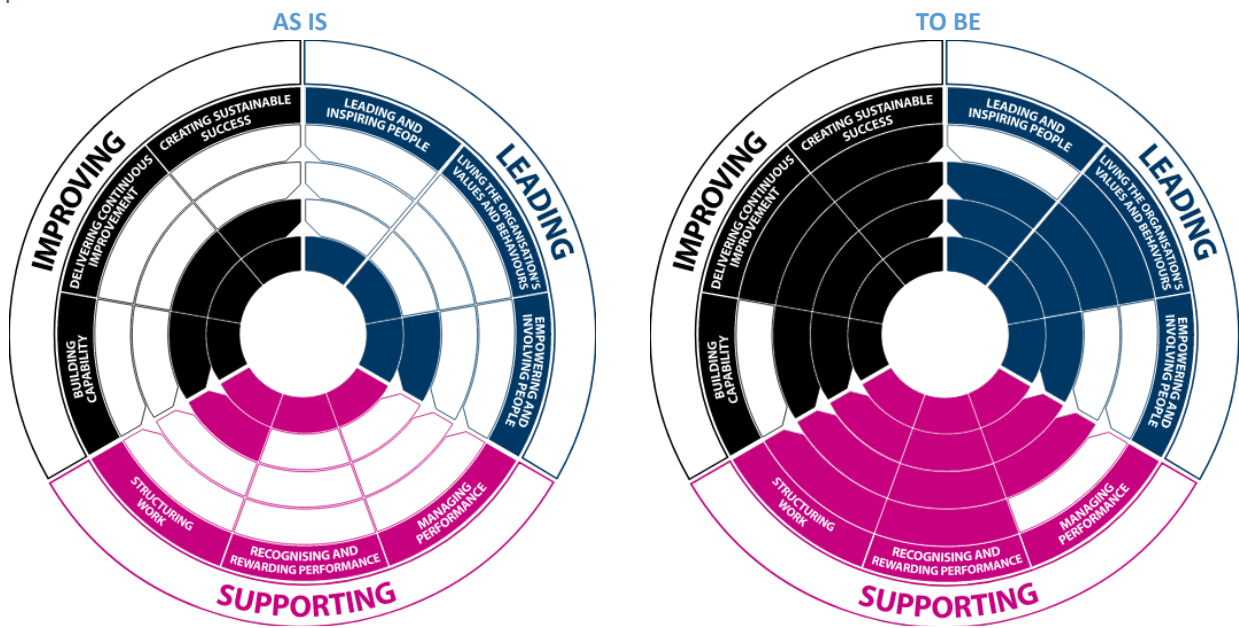 AS IS
IMPROVING
LEADING
SUPPORTING
CREATING SUSTAINABLE
SUCCESS
LEADING AND
INSPIRING PEOPLE
LIVING THE ORGANISATION'S
VALUES AND BEHAVIOURS
EMPOWERING AND
INVOLVING PEOPLE
MANAGING
PERFORMANCE
RECOGNISING AND
REWARDING PERFORMANCE
STRUCTURING
WORK
BUILDING
CAPABILITY
DELIVERING CONTINUOUS
IMPROVEMENT
TO BE
IMPROVING
LEADING
SUPPORTING
CREATING SUSTAINABLE
SUCCESS
LEADING AND
INSPIRING PEOPLE
LIVING THE ORGANISATION'S
VALUES AND BEHAVIOURS
EMPOWERING AND
INVOLVING PEOPLE
MANAGING
PERFORMANCE
RECOGNISING AND
REWARDING PERFORMANCE
STRUCTURING
WORK
BUILDING
CAPABILITY
DELIVERING CONTINUOUS
IMPROVEMENT